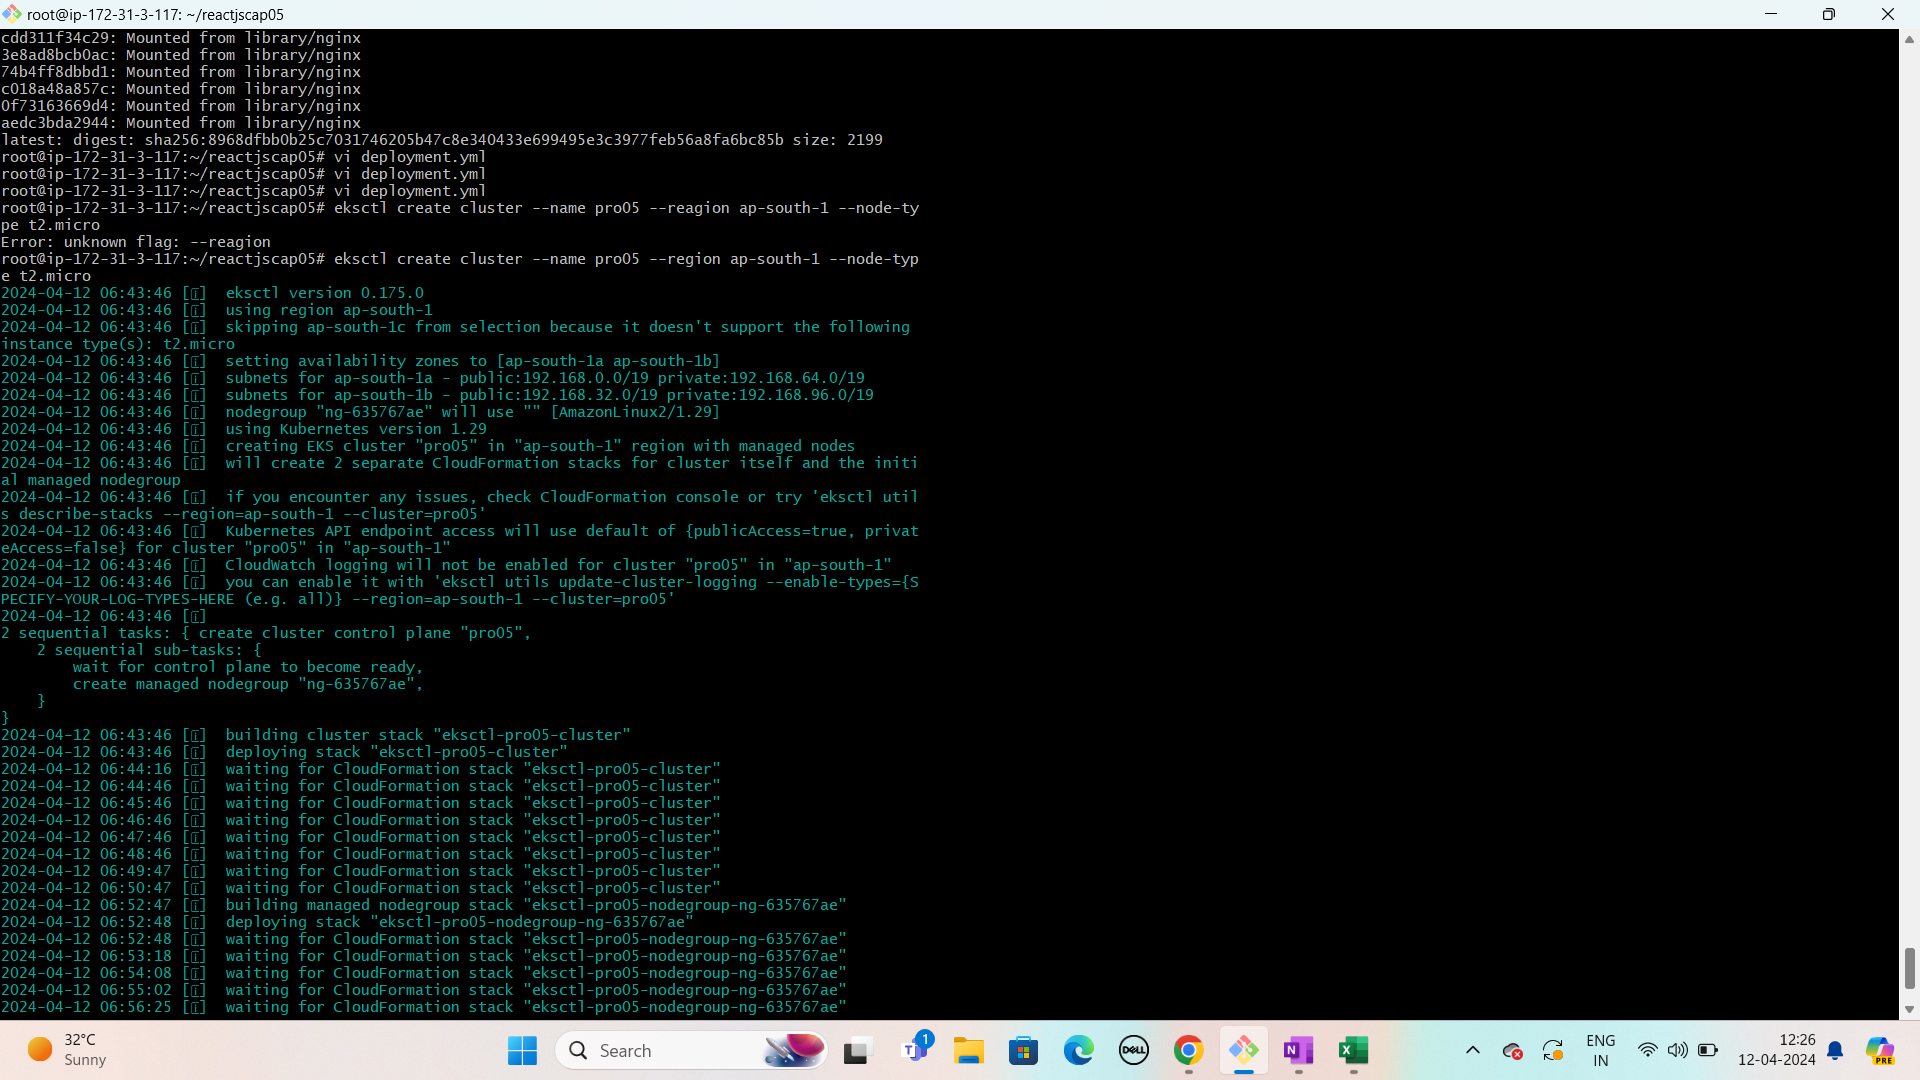 root@ip-172-31-3-117: ~/reactjscap05
cdd311f34c29: Mounted from library/nginx
3e8ad8bcb0ac: Mounted from library/nginx
74b4ff8dbbd1: Mounted from library/nginx
c018a48a857c: Mounted from library/nginx
0f73163669d4: Mounted from library/nginx
aedc3bda2944: Mounted from library/nginx
latest: digest: sha256:8968dfbb0b25c7031746205b47c8e340433e699495e3c3977feb56a8fa6bc85b size: 2199
root@ip-172-31-3-117:~/reactjscap05# vi deployment.yml
root@ip-172-31-3-117:~/reactjscap05# vi deployment.yml
root@ip-172-31-3-117:~/reactjscap05# vi deployment.yml
root@ip-172-31-3-117:~/reactjscap05# eksctl create cluster --name pro05 --reagion ap-south-1 --node-ty
pe t2.micro
Error: unknown flag: --reagion
root@ip-172-31-3-117:~/reactjscap05# eksctl create cluster --name pro05 --region ap-south-1 --node-typ
e t2.micro
2024-04-12 06:43:46 [ℹ]  eksctl version 0.175.0
2024-04-12 06:43:46 [ℹ]  using region ap-south-1
2024-04-12 06:43:46 [ℹ]  skipping ap-south-1c from selection because it doesn't support the following
instance type(s): t2.micro
2024-04-12 06:43:46 [ℹ]  setting availability zones to [ap-south-1a ap-south-1b]
2024-04-12 06:43:46 [ℹ]  subnets for ap-south-1a - public:192.168.0.0/19 private:192.168.64.0/19
2024-04-12 06:43:46 [ℹ]  subnets for ap-south-1b - public:192.168.32.0/19 private:192.168.96.0/19
2024-04-12 06:43:46 [ℹ]  nodegroup "ng-635767ae" will use "" [AmazonLinux2/1.29]
2024-04-12 06:43:46 [ℹ]  using Kubernetes version 1.29
2024-04-12 06:43:46 [ℹ]  creating EKS cluster "pro05" in "ap-south-1" region with managed nodes
2024-04-12 06:43:46 [ℹ]  will create 2 separate CloudFormation stacks for cluster itself and the initi
al managed nodegroup
2024-04-12 06:43:46 [ℹ]  if you encounter any issues, check CloudFormation console or try 'eksctl util
s describe-stacks --region=ap-south-1 --cluster=pro05'
2024-04-12 06:43:46 [ℹ]  Kubernetes API endpoint access will use default of {publicAccess=true, privat
eAccess=false} for cluster "pro05" in "ap-south-1"
2024-04-12 06:43:46 [ℹ]  CloudWatch logging will not be enabled for cluster "pro05" in "ap-south-1"
2024-04-12 06:43:46 [ℹ]  you can enable it with 'eksctl utils update-cluster-logging --enable-types={S
PECIFY-YOUR-LOG-TYPES-HERE (e.g. all)} --region=ap-south-1 --cluster=pro05'
2024-04-12 06:43:46 [ℹ]
2 sequential tasks: { create cluster control plane "pro05",
    2 sequential sub-tasks: {
        wait for control plane to become ready,
        create managed nodegroup "ng-635767ae",
    }
}
2024-04-12 06:43:46 [ℹ]  building cluster stack "eksctl-pro05-cluster"
2024-04-12 06:43:46 [ℹ]  deploying stack "eksctl-pro05-cluster"
2024-04-12 06:44:16 [ℹ]  waiting for CloudFormation stack "eksctl-pro05-cluster"
2024-04-12 06:44:46 [ℹ]  waiting for CloudFormation stack "eksctl-pro05-cluster"
2024-04-12 06:45:46 [ℹ]  waiting for CloudFormation stack "eksctl-pro05-cluster"
2024-04-12 06:46:46 [ℹ]  waiting for CloudFormation stack "eksctl-pro05-cluster"
2024-04-12 06:47:46 [ℹ]  waiting for CloudFormation stack "eksctl-pro05-cluster"
2024-04-12 06:48:46 [ℹ]  waiting for CloudFormation stack "eksctl-pro05-cluster"
2024-04-12 06:49:47 [ℹ]  waiting for CloudFormation stack "eksctl-pro05-cluster"
2024-04-12 06:50:47 [ℹ]  waiting for CloudFormation stack "eksctl-pro05-cluster"
2024-04-12 06:52:47 [ℹ]  building managed nodegroup stack "eksctl-pro05-nodegroup-ng-635767ae"
2024-04-12 06:52:48 [ℹ]  deploying stack "eksctl-pro05-nodegroup-ng-635767ae"
2024-04-12 06:52:48 [ℹ]  waiting for CloudFormation stack "eksctl-pro05-nodegroup-ng-635767ae"
2024-04-12 06:53:18 [ℹ]  waiting for CloudFormation stack "eksctl-pro05-nodegroup-ng-635767ae"
2024-04-12 06:54:08 [ℹ]  waiting for CloudFormation stack "eksctl-pro05-nodegroup-ng-635767ae"
2024-04-12 06:55:02 [ℹ]  waiting for CloudFormation stack "eksctl-pro05-nodegroup-ng-635767ae"
2024-04-12 06:56:25 [ℹ]  waiting for CloudFormation stack "eksctl-pro05-nodegroup-ng-635767ae"
32°C
Sunny
Search
1
DELL
ENG
IN
12:26
12-04-2024
PRE